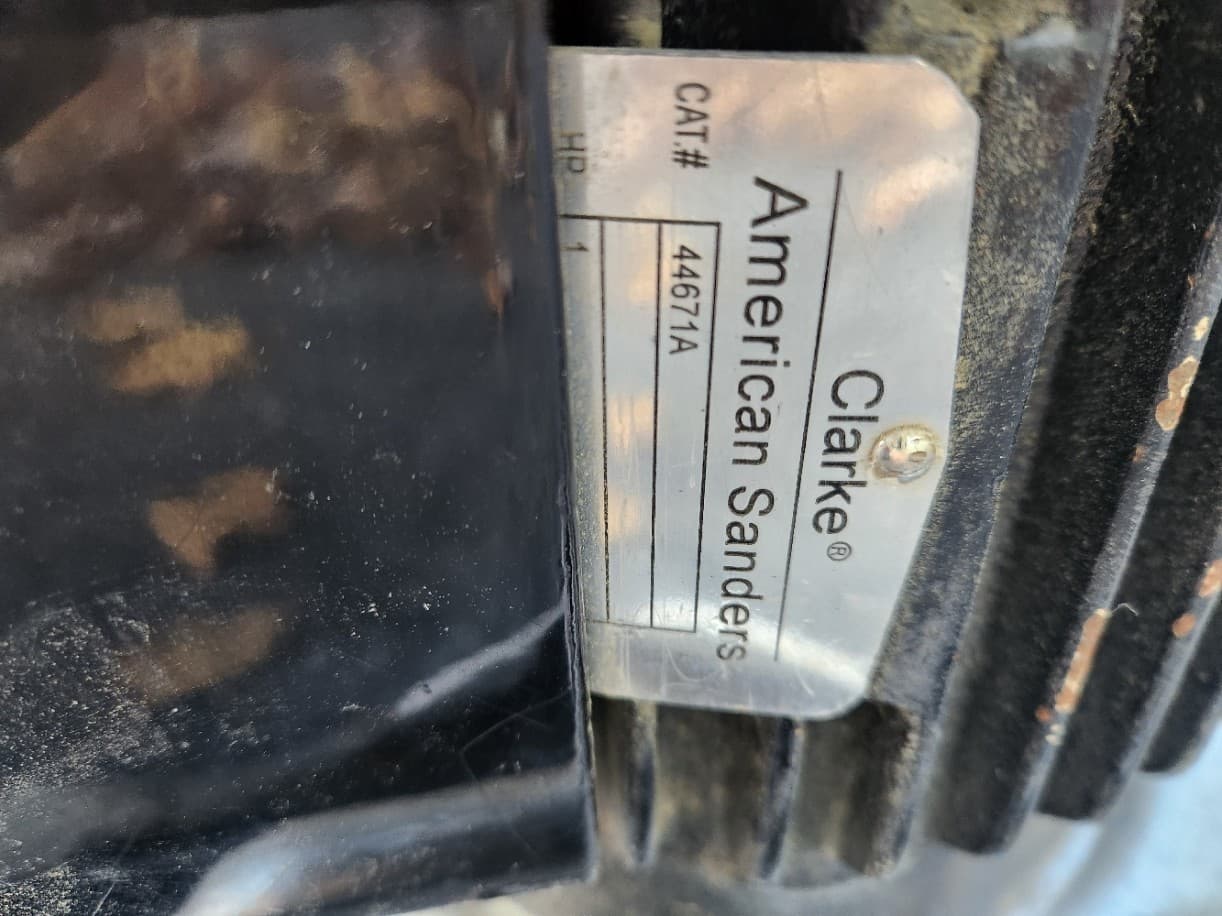 Clarke®
American Sanders
CAT.# 44671A
HP 1